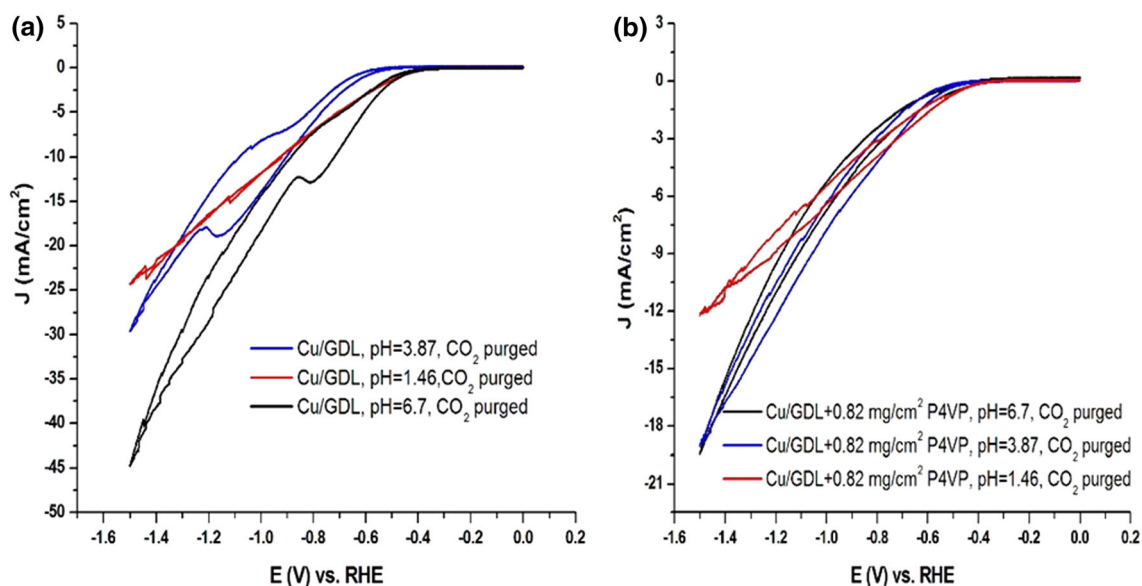 (a)
5
0
-5
-10
-15
-20
-25
-30
-35
-40
-45
-50
J (mA/cm²)
Cu/GDL, pH=3.87, CO₂ purged
Cu/GDL, pH=1.46,CO₂ purged
Cu/GDL, pH=6.7, CO₂ purged
-1.6 -1.4 -1.2 -1.0 -0.8 -0.6 -0.4 -0.2 0.0 0.2
E (V) vs. RHE
(b)
3
0
-3
-6
-9
-12
-15
-18
-21
J (mA/cm²)
Cu/GDL+0.82 mg/cm² P4VP, pH=6.7, CO₂ purged
Cu/GDL+0.82 mg/cm² P4VP, pH=3.87, CO₂ purged
Cu/GDL+0.82 mg/cm² P4VP, pH=1.46, CO₂ purged
-1.6 -1.4 -1.2 -1.0 -0.8 -0.6 -0.4 -0.2 0.0 0.2
E (V) vs. RHE